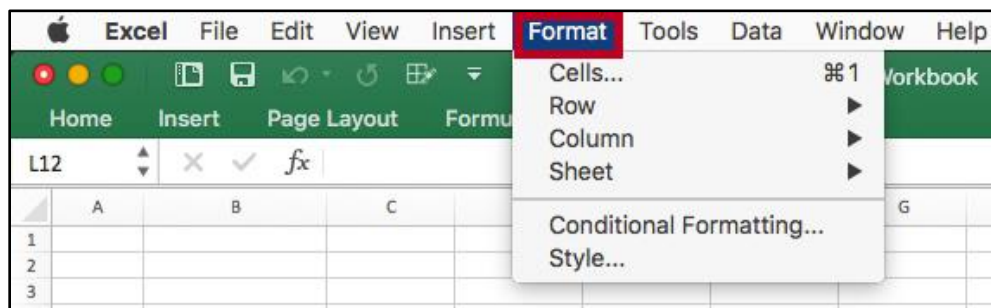 Excel File Edit View Insert Format Tools Data Window Help
Cells... ⌘1
Workbook
Row
Home Insert Page Layout Formu
Column
L12 fx
Sheet
A B C G
Conditional Formatting...
1
Style...
2
3